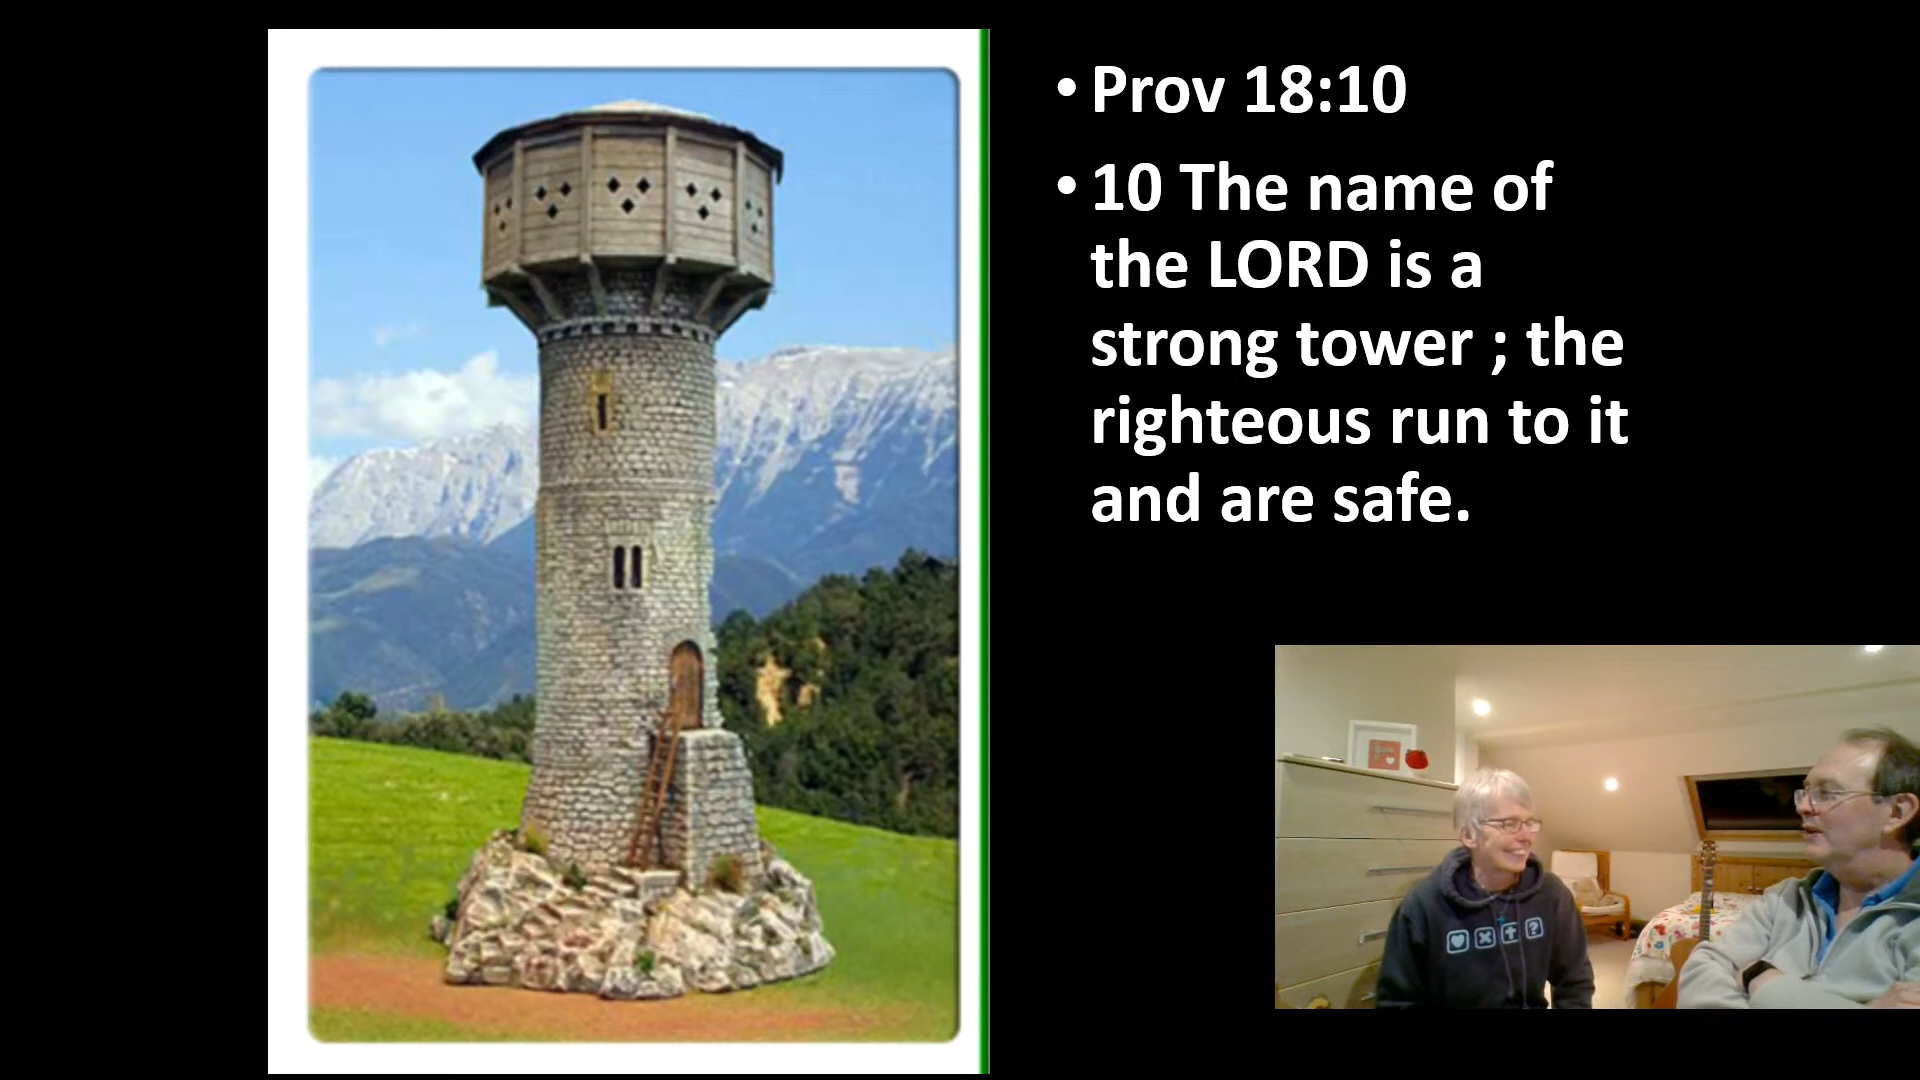 • Prov 18:10
• 10 The name of
the LORD is a
strong tower ; the
righteous run to it
and are safe.